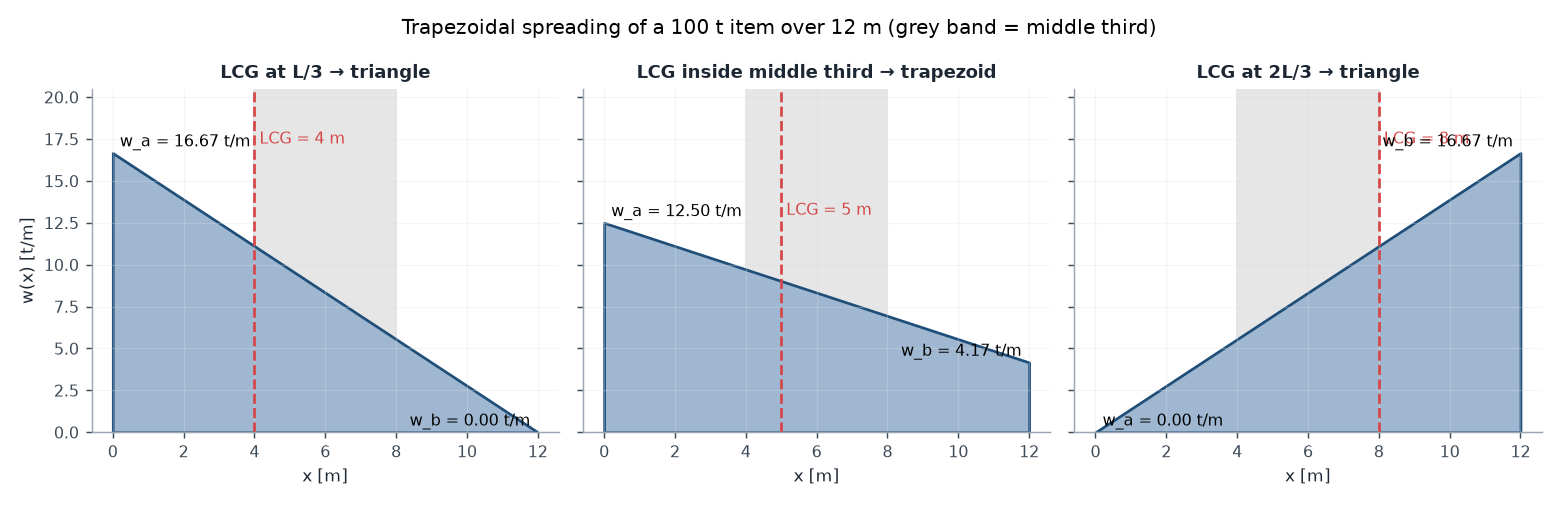 Trapezoidal spreading of a 100 t item over 12 m (grey band = middle third)
LCG at L/3 → triangle
LCG inside middle third → trapezoid
LCG at 2L/3 → triangle
w(x) [t/m]
20.0
17.5
15.0
12.5
10.0
7.5
5.0
2.5
0.0
w_a = 16.67 t/m
LCG = 4 m
w_b = 0.00 t/m
0 2 4 6 8 10 12
x [m]
w_a = 12.50 t/m
LCG = 5 m
w_b = 4.17 t/m
0 2 4 6 8 10 12
x [m]
LCG = 8 m
w_b = 16.67 t/m
w_a = 0.00 t/m
0 2 4 6 8 10 12
x [m]